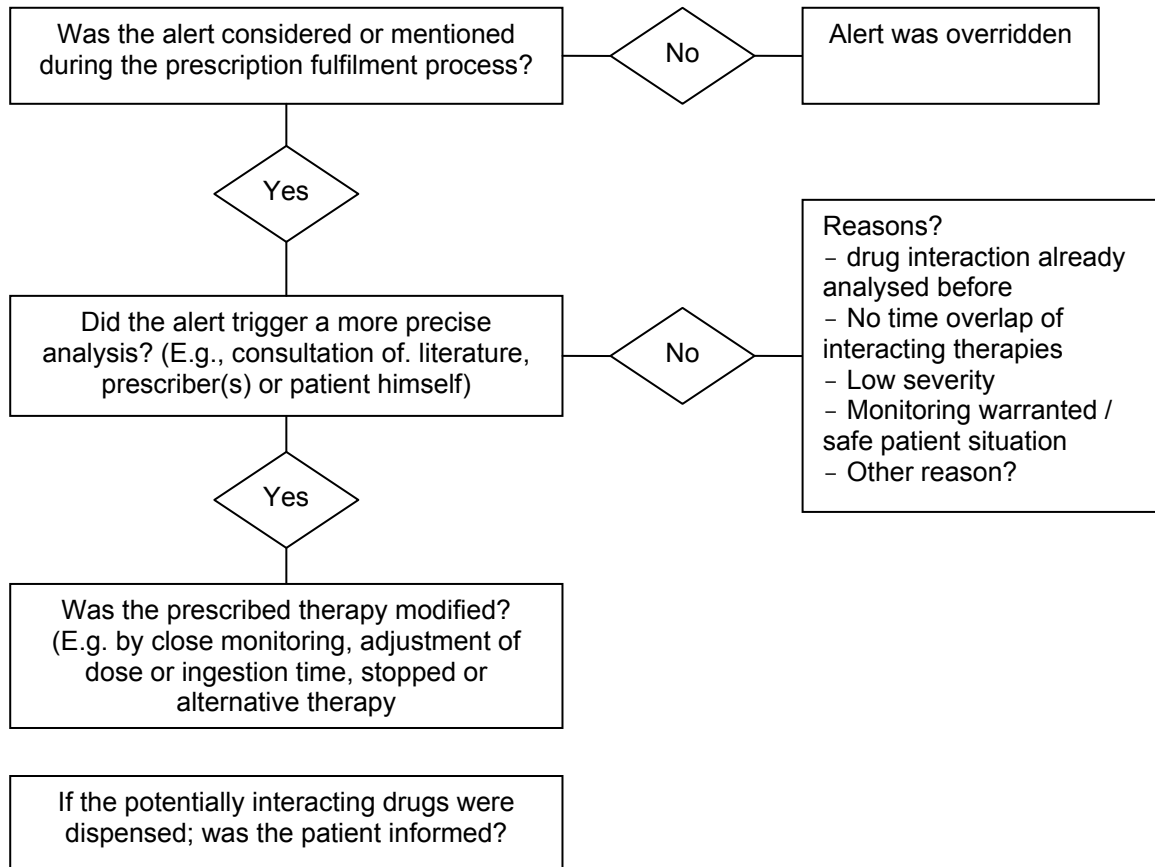 Was the alert considered or mentioned
during the prescription fulfilment process?
No
Alert was overridden
Yes
Did the alert trigger a more precise
analysis? (E.g., consultation of. literature,
prescriber(s) or patient himself)
No
Reasons?
– drug interaction already
analysed before
– No time overlap of
interacting therapies
– Low severity
– Monitoring warranted /
safe patient situation
– Other reason?
Yes
Was the prescribed therapy modified?
(E.g. by close monitoring, adjustment of
dose or ingestion time, stopped or
alternative therapy
If the potentially interacting drugs were
dispensed; was the patient informed?